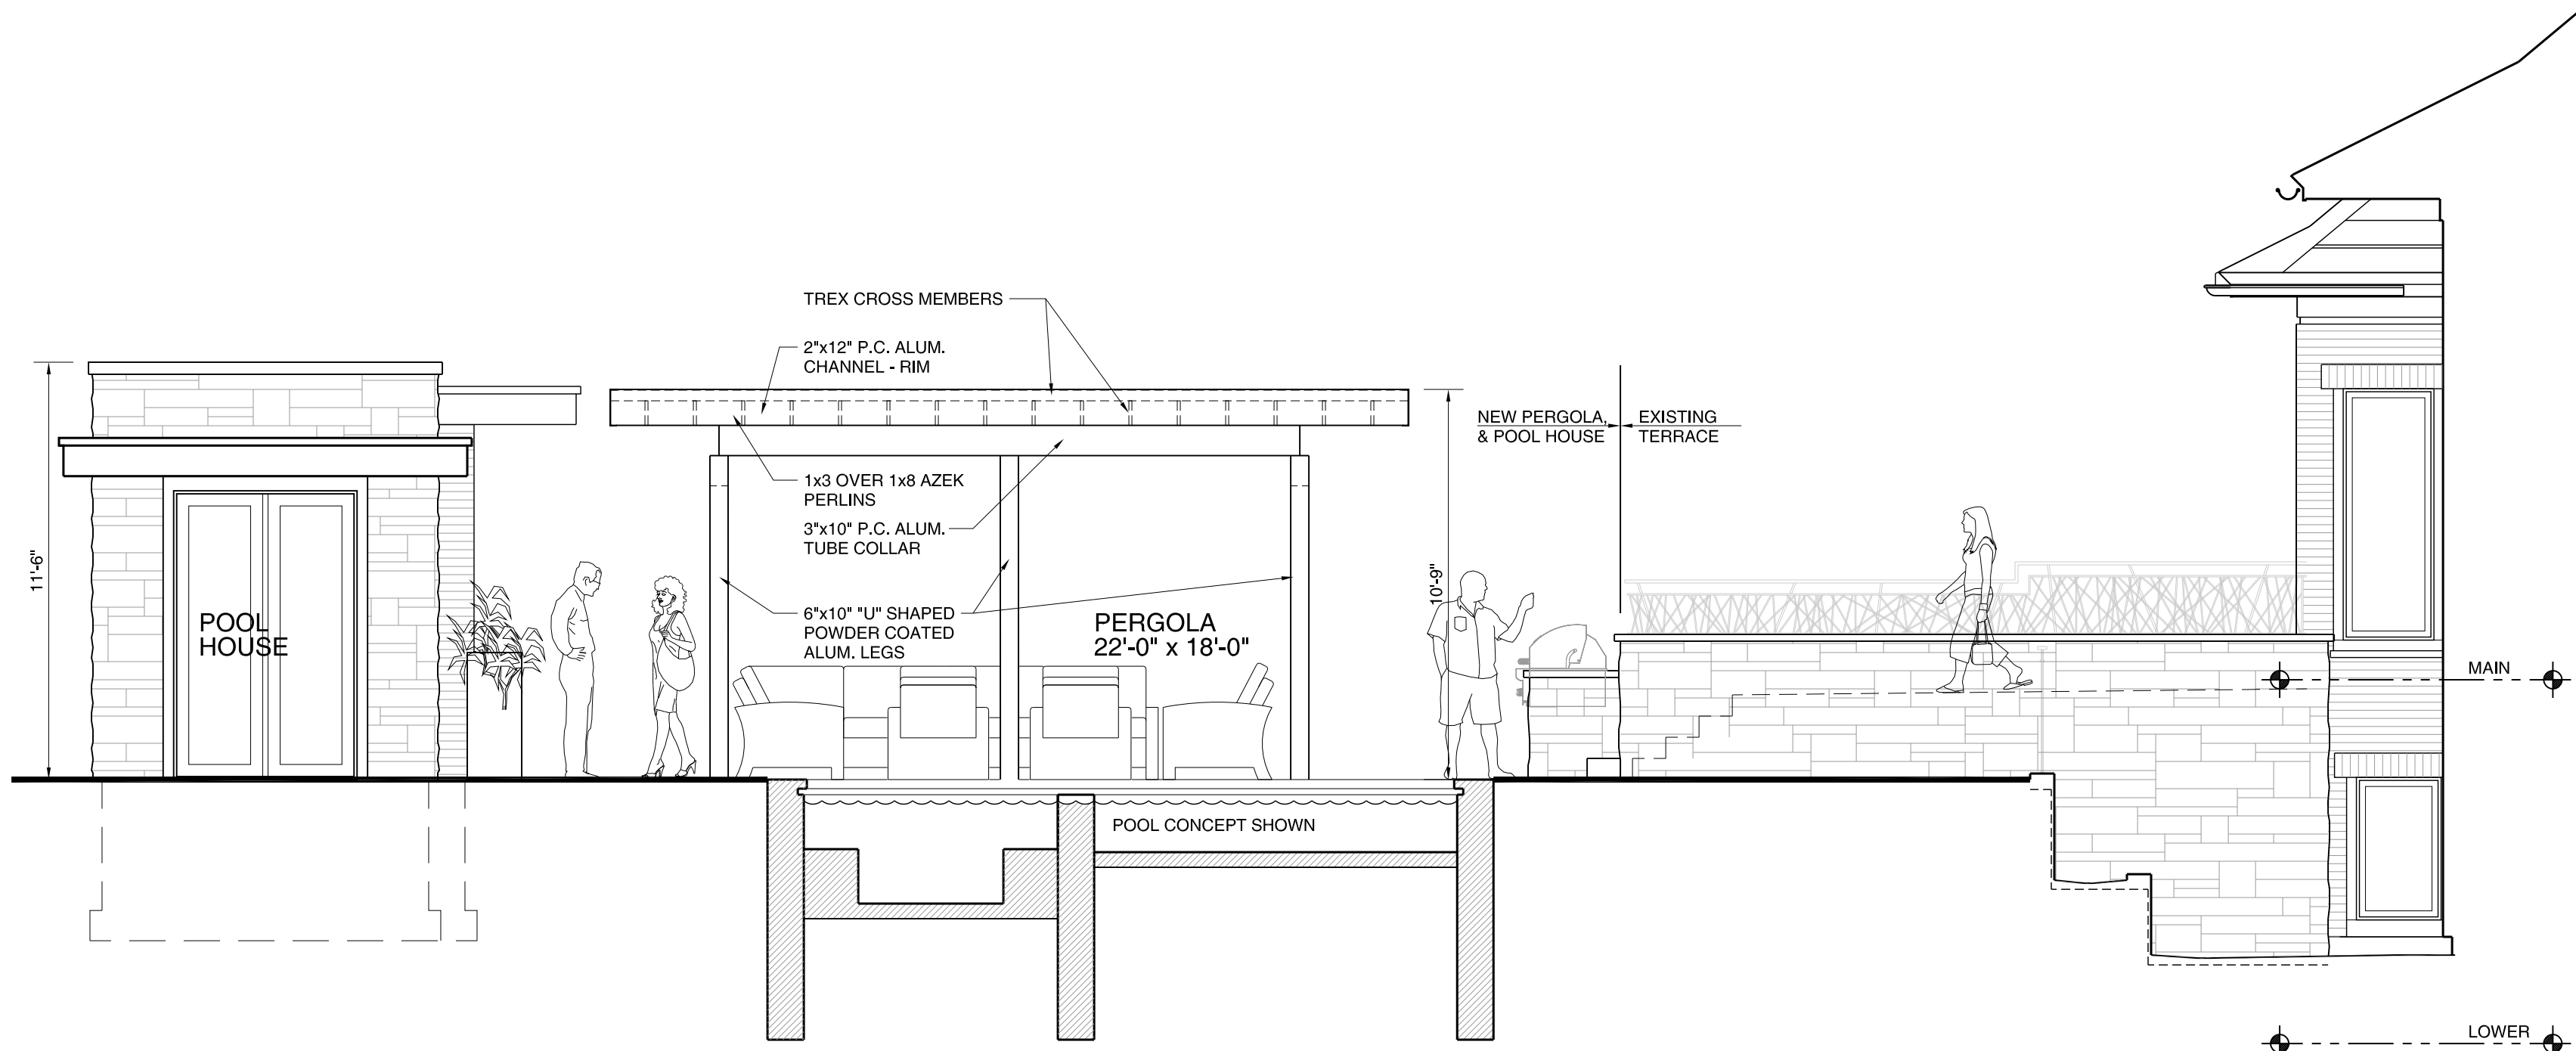 TREX CROSS MEMBERS
2"x12" P.C. ALUM.
CHANNEL - RIM
NEW PERGOLA,
& POOL HOUSE
EXISTING
TERRACE
1x3 OVER 1x8 AZEK
PERLINS
3"x10" P.C. ALUM.
TUBE COLLAR
11'-6"
10'-9"
6"x10" "U" SHAPED
POWDER COATED
ALUM. LEGS
POOL
HOUSE
PERGOLA
22'-0" x 18'-0"
MAIN
POOL CONCEPT SHOWN
LOWER